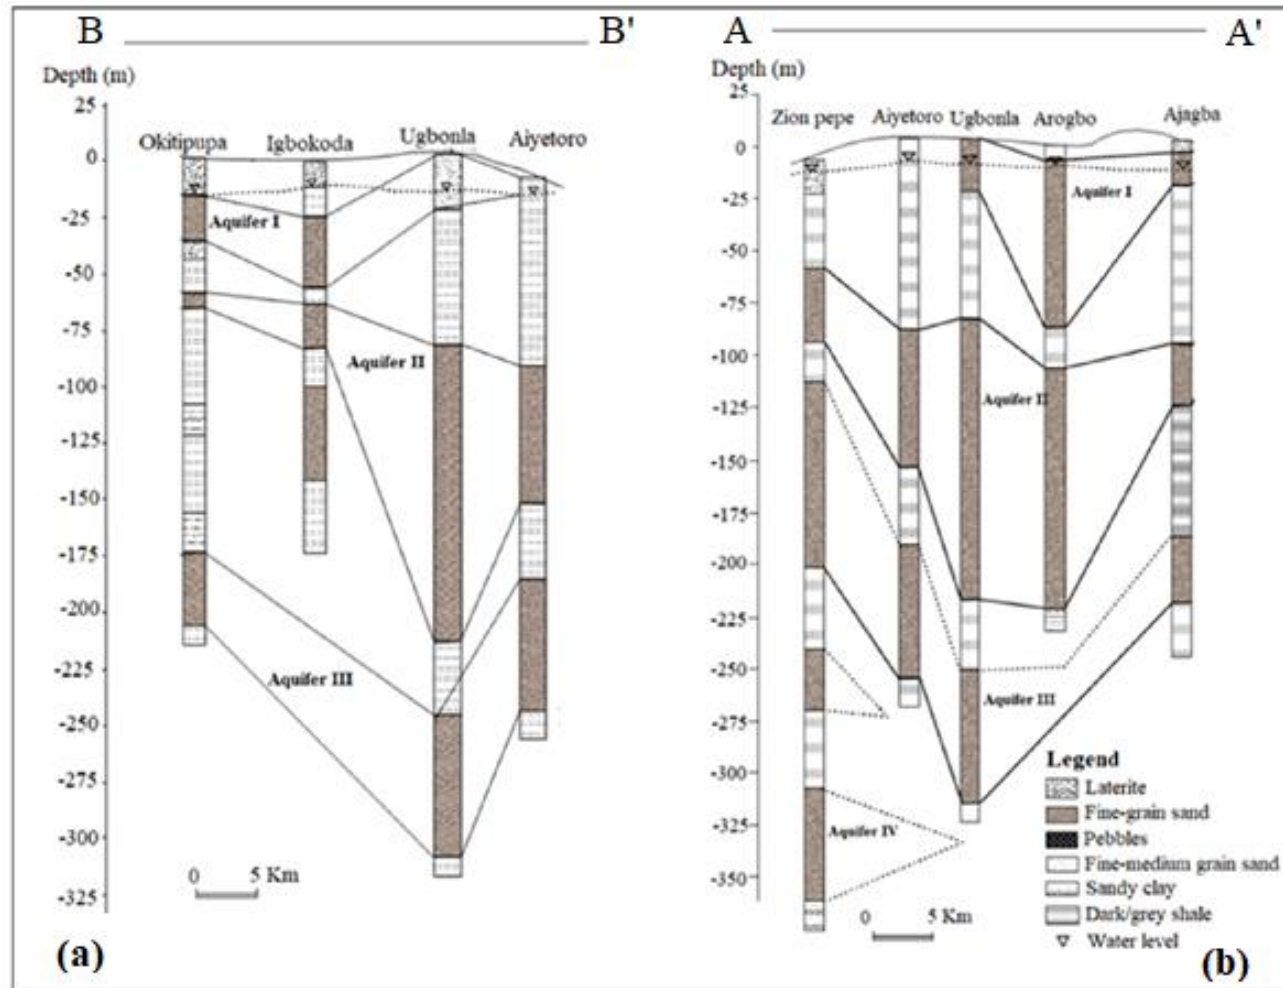 B B'
Depth (m)
25
0
-25
-50
-75
-100
-125
-150
-175
-200
-225
-250
-275
-300
-325
Okitipupa Igbokoda Ugbonla Aiyetoro
Aquifer I
Aquifer II
Aquifer III
0 5 Km
(a)
A A'
Depth (m)
25
0
-25
-50
-75
-100
-125
-150
-175
-200
-225
-250
-275
-300
-325
-350
Zion pepe Aiyetoro Ugbonla Arogbo Ajagba
Aquifer I
Aquifer II
Aquifer III
Aquifer IV
0 5 Km
Legend
Laterite
Fine-grain sand
Pebbles
Fine-medium grain sand
Sandy clay
Dark/grey shale
Water level
(b)